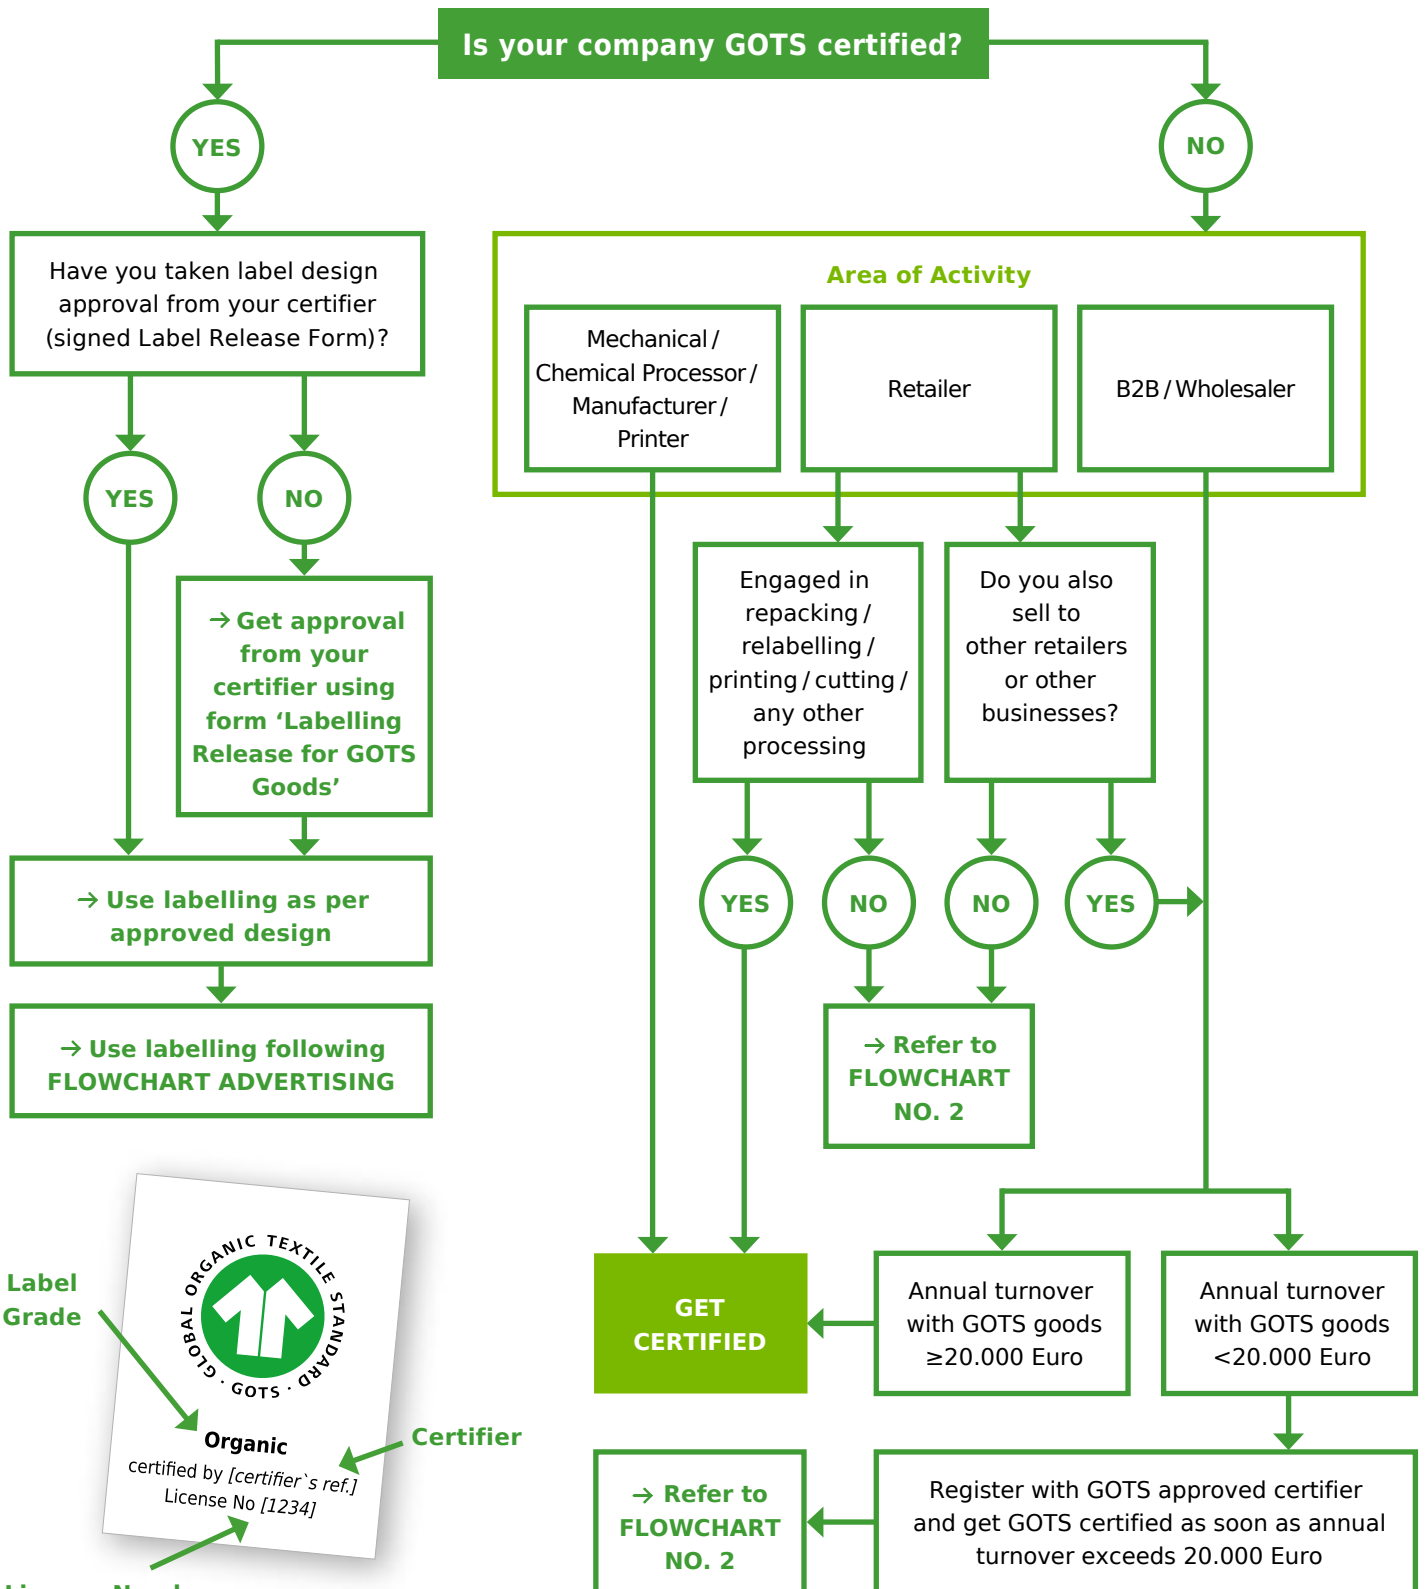 Is your company GOTS certified?
YES
NO
Have you taken label design
approval from your certifier
(signed Label Release Form)?
YES
NO
→ Get approval
from your
certifier using
form ‘Labelling
Release for GOTS
Goods’
→ Use labelling as per
approved design
→ Use labelling following
FLOWCHART ADVERTISING
Area of Activity
Mechanical /
Chemical Processor /
Manufacturer /
Printer
Retailer
B2B / Wholesaler
Engaged in
repacking /
relabelling /
printing / cutting /
any other
processing
Do you also
sell to
other retailers
or other
businesses?
YES
NO
NO
YES
→ Refer to
FLOWCHART
NO. 2
GET
CERTIFIED
Annual turnover
with GOTS goods
≥20.000 Euro
Annual turnover
with GOTS goods
<20.000 Euro
→ Refer to
FLOWCHART
NO. 2
Register with GOTS approved certifier
and get GOTS certified as soon as annual
turnover exceeds 20.000 Euro
Label
Grade
GLOBAL ORGANIC TEXTILE STANDARD · GOTS ·
Organic
certified by [certifier`s ref.]
License No [1234]
Certifier